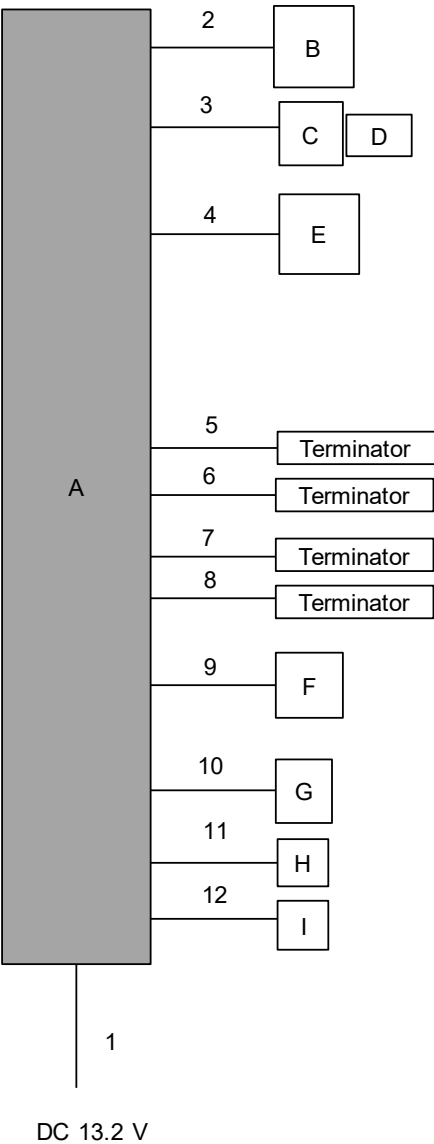 2
B
3
C
D
4
E
5
Terminator
6
Terminator
A
7
Terminator
8
Terminator
9
F
10
G
11
H
12
I
1
DC 13.2 V